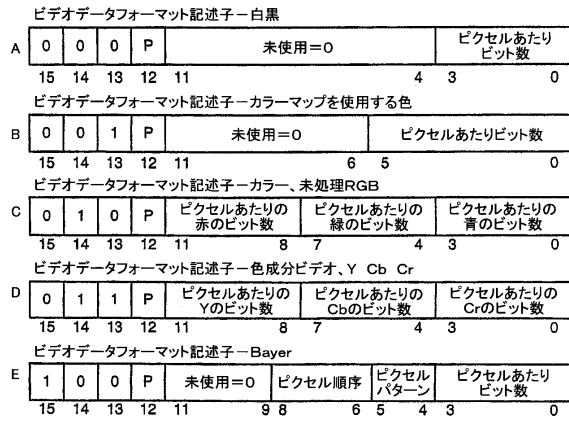 ビデオデータフォーマット記述子－白黒
A 0 0 0 P 未使用=0 ピクセルあたりビット数
15 14 13 12 11 4 3 0
ビデオデータフォーマット記述子－カラーマップを使用する色
B 0 0 1 P 未使用=0 ピクセルあたりビット数
15 14 13 12 11 6 5 0
ビデオデータフォーマット記述子－カラー、未処理RGB
C 0 1 0 P ピクセルあたりの赤のビット数 ピクセルあたりの緑のビット数 ピクセルあたりの青のビット数
15 14 13 12 11 8 7 4 3 0
ビデオデータフォーマット記述子－色成分ビデオ、Y Cb Cr
D 0 1 1 P ピクセルあたりのYのビット数 ピクセルあたりのCbのビット数 ピクセルあたりのCrのビット数
15 14 13 12 11 8 7 4 3 0
ビデオデータフォーマット記述子－Bayer
E 1 0 0 P 未使用=0 ピクセル順序 ピクセルパターン ピクセルあたりビット数
15 14 13 12 11 9 8 6 5 4 3 0